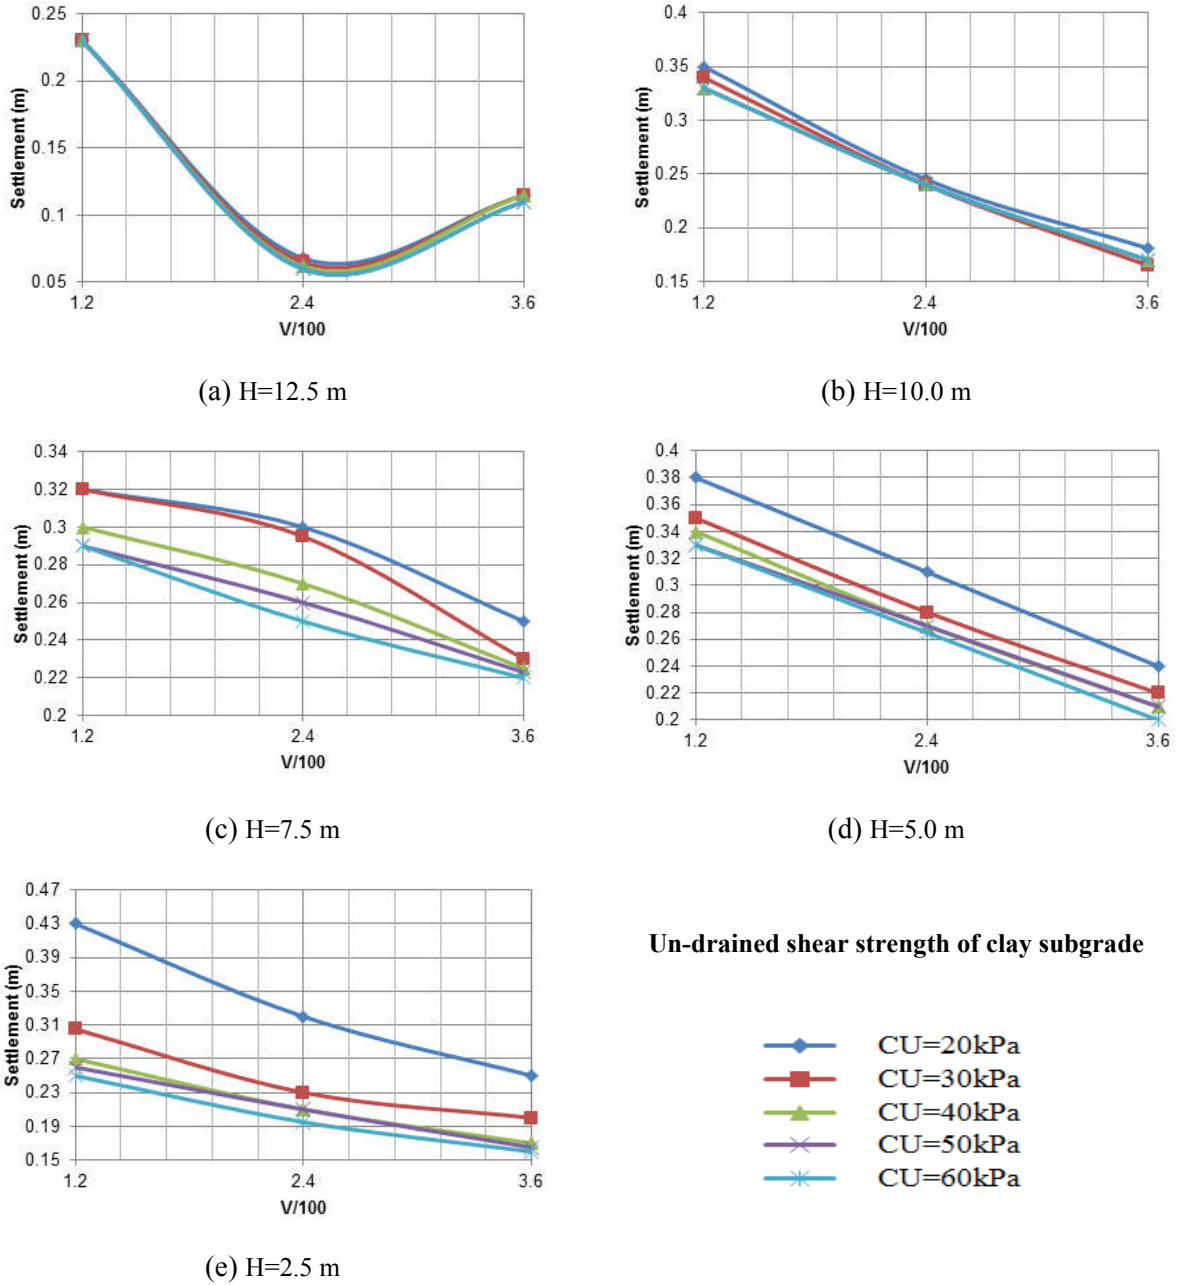 0.25
0.2
0.15
0.1
0.05
Settlement (m)
1.2 2.4 3.6
V/100
(a) H=12.5 m
0.4
0.35
0.3
0.25
0.2
0.15
Settlement (m)
1.2 2.4 3.6
V/100
(b) H=10.0 m
0.34
0.32
0.3
0.28
0.26
0.24
0.22
0.2
Settlement (m)
1.2 2.4 3.6
V/100
(c) H=7.5 m
0.4
0.38
0.36
0.34
0.32
0.3
0.28
0.26
0.24
0.22
0.2
Settlement (m)
1.2 2.4 3.6
V/100
(d) H=5.0 m
0.47
0.43
0.39
0.35
0.31
0.27
0.23
0.19
0.15
Settlement (m)
1.2 2.4 3.6
V/100
(e) H=2.5 m
Un-drained shear strength of clay subgrade
CU=20kPa
CU=30kPa
CU=40kPa
CU=50kPa
CU=60kPa